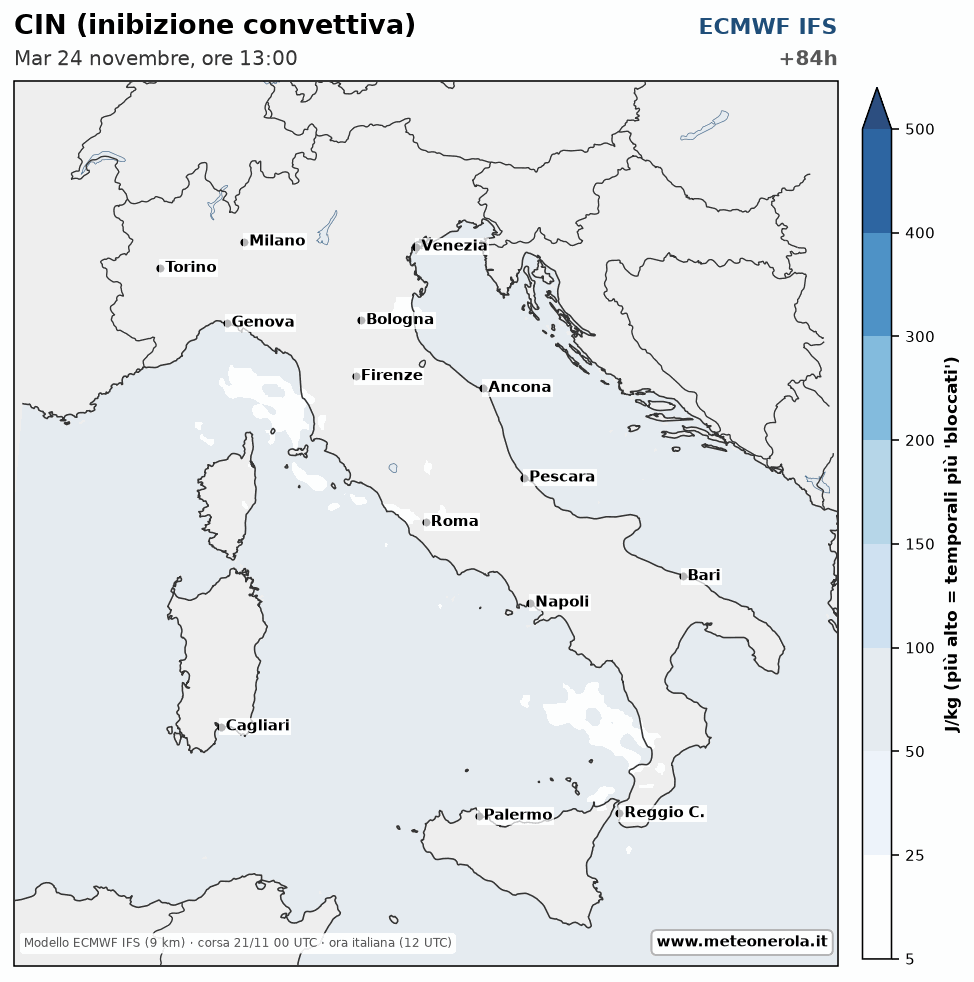 CIN (inibizione convettiva)
ECMWF IFS
Mar 24 novembre, ore 13:00
+84h
Milano
Venezia
Torino
Genova
Bologna
Firenze
Ancona
Pescara
Roma
Bari
Napoli
Cagliari
Palermo
Reggio C.
500
400
300
200
150
100
50
25
5
J/kg (più alto = temporali più 'bloccati')
Modello ECMWF IFS (9 km) · corsa 21/11 00 UTC · ora italiana (12 UTC)
www.meteonerola.it